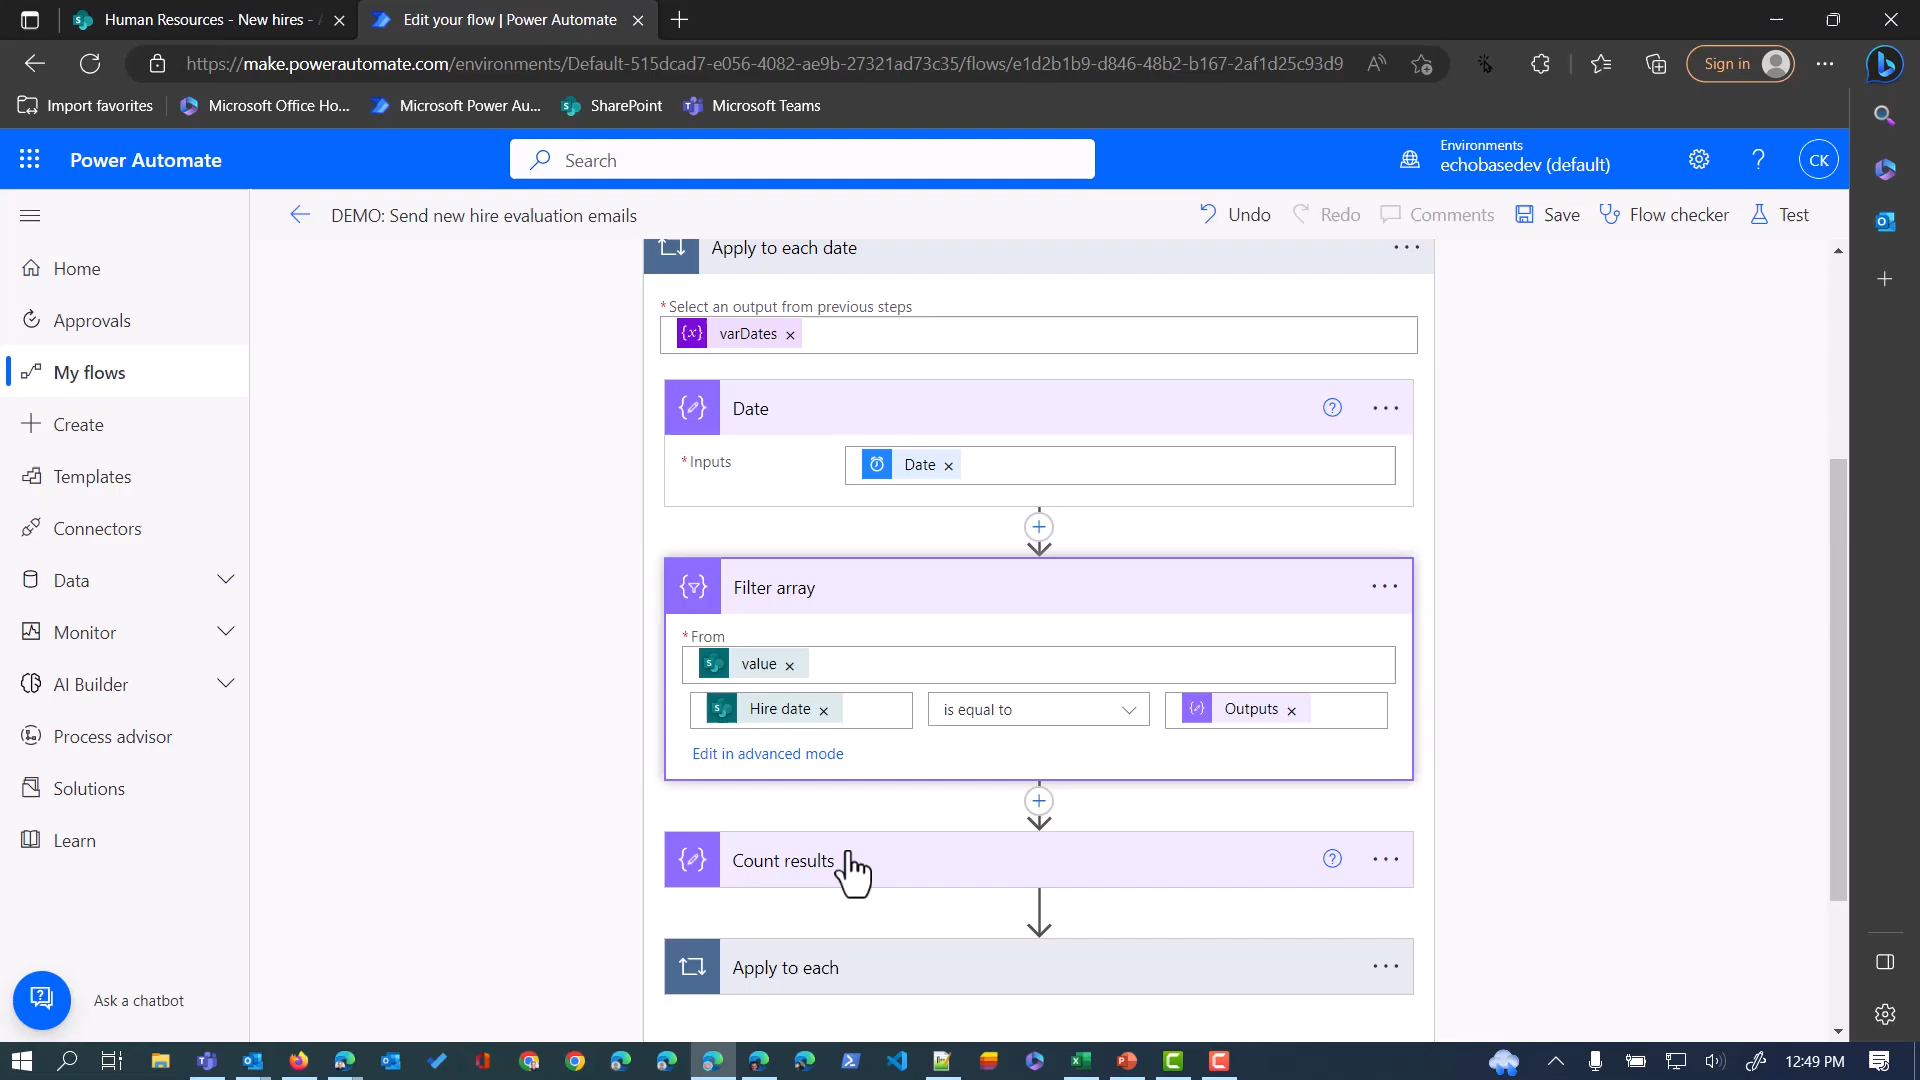 Human Resources - New hires -
Edit your flow | Power Automate
https://make.powerautomate.com/environments/Default-515dcad7-e056-4082-ae9b-27321ad73c35/flows/e1d2b1b9-d846-48b2-b167-2af1d25c93d9
Sign in
Import favorites
Microsoft Office Ho...
Microsoft Power Au...
SharePoint
Microsoft Teams
Power Automate
Search
Environments
echobasedev (default)
CK
DEMO: Send new hire evaluation emails
Undo
Redo
Comments
Save
Flow checker
Test
Home
Approvals
My flows
Create
Templates
Connectors
Data
Monitor
AI Builder
Process advisor
Solutions
Learn
Ask a chatbot
Apply to each date
* Select an output from previous steps
varDates
Date
* Inputs
Date
Filter array
* From
value
Hire date
is equal to
Outputs
Edit in advanced mode
Count results
Apply to each
12:49 PM